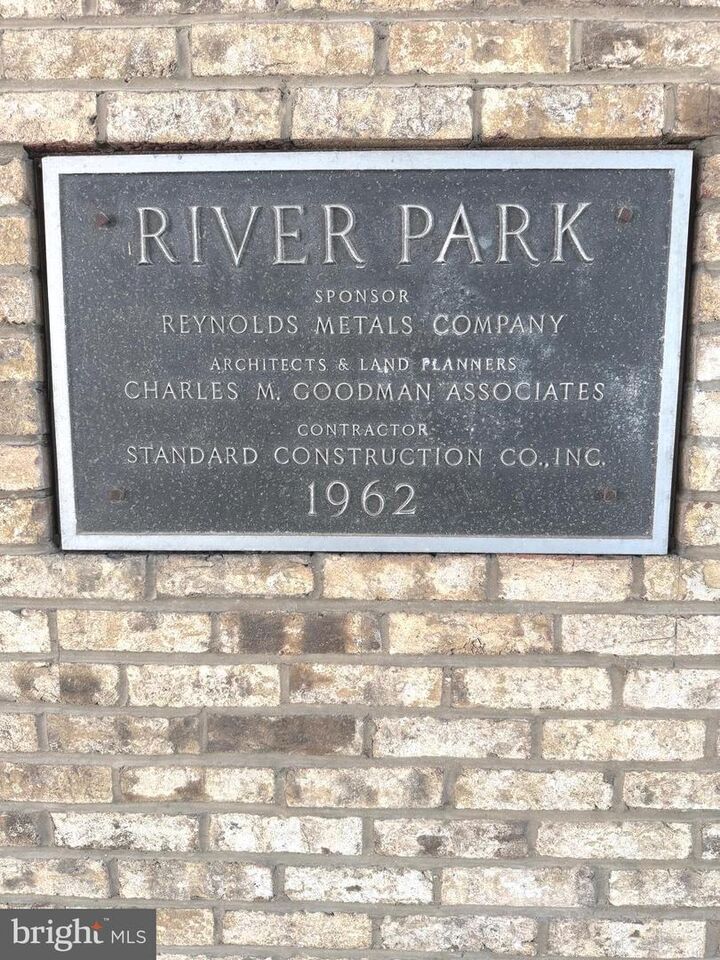 RIVER PARK
SPONSOR
REYNOLDS METALS COMPANY
ARCHITECTS & LAND PLANNERS
CHARLES M. GOODMAN ASSOCIATES
CONTRACTOR
STANDARD CONSTRUCTION CO., INC.
1962
bright MLS